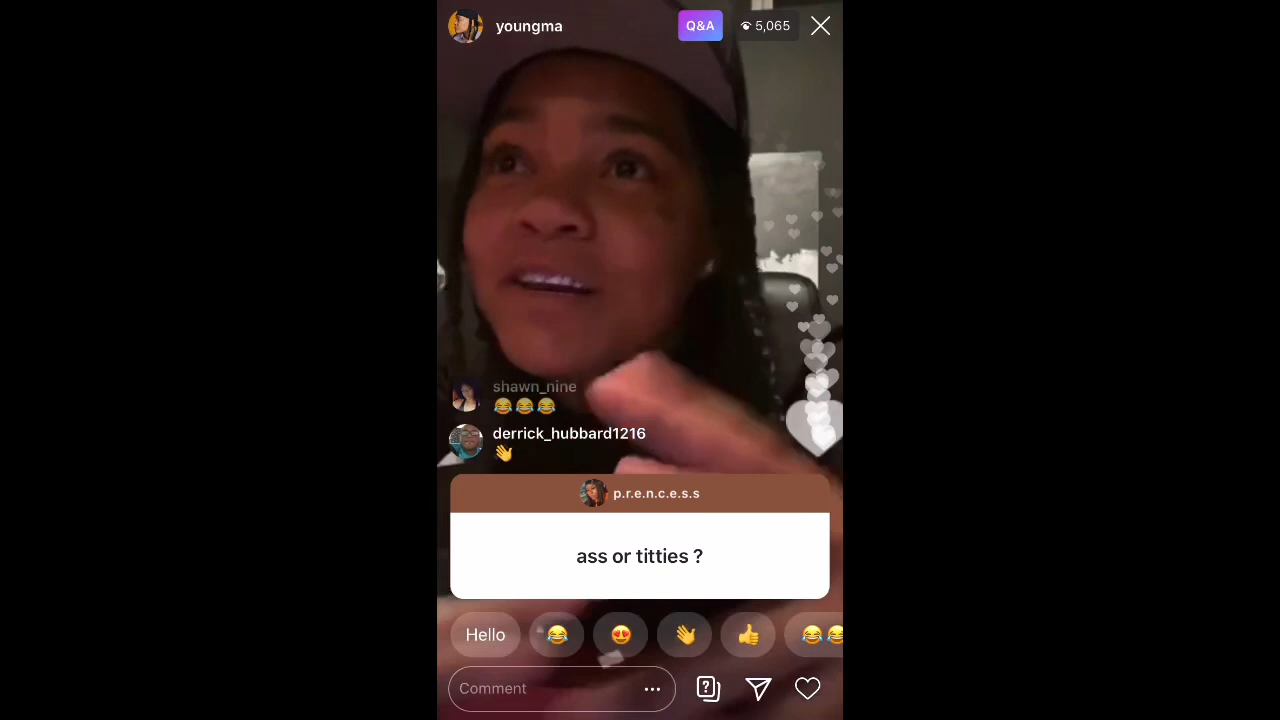 youngma
Q&A
5,065
shawn_nine
😂😂😂
derrick_hubbard1216
👋
p.r.e.n.c.e.s.s
ass or titties ?
Hello 😂 😍 👋 👍 😂😂
Comment